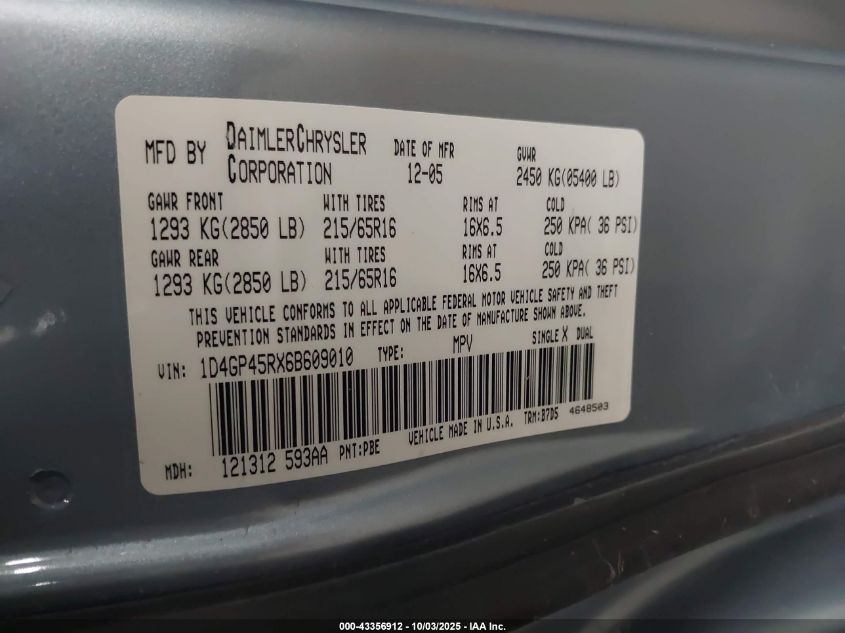 MFD BY DAIMLERCHRYSLER CORPORATION DATE OF MFR 12-05 GVWR 2450 KG(05400 LB)
GAWR FRONT WITH TIRES RIMS AT COLD
1293 KG(2850 LB) 215/65R16 16X6.5 250 KPA( 36 PSI)
GAWR REAR WITH TIRES RIMS AT COLD
1293 KG(2850 LB) 215/65R16 16X6.5 250 KPA( 36 PSI)
THIS VEHICLE CONFORMS TO ALL APPLICABLE FEDERAL MOTOR VEHICLE SAFETY AND THEFT
PREVENTION STANDARDS IN EFFECT ON THE DATE OF MANUFACTURE SHOWN ABOVE.
VIN: 1D4GP45RX6B609010 TYPE: MPV SINGLE X DUAL
MDH: 121312 593AA PNT:PBE VEHICLE MADE IN U.S.A. TRM:B7D5 4648503
000-43356912 - 10/03/2025 - IAA Inc.